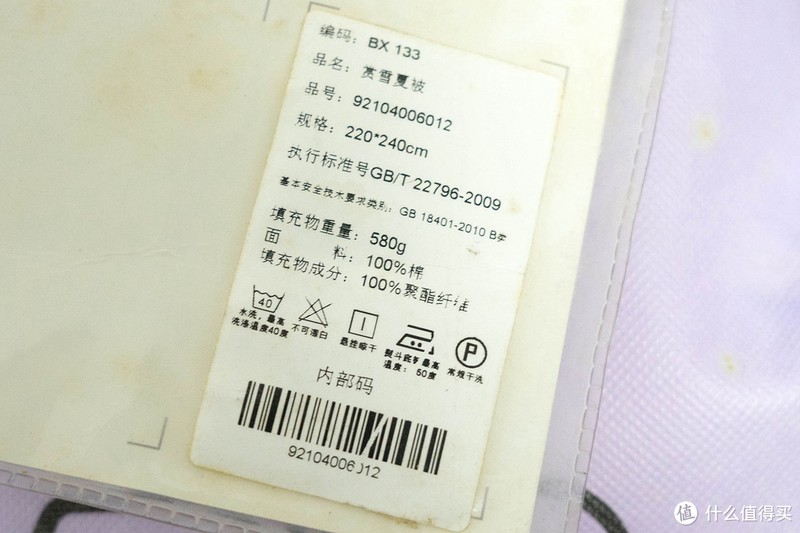 编码: BX 133
品名: 赏雪夏被
品号: 92104006012
规格: 220*240cm
执行标准号GB/T 22796-2009
基本安全技术要求类别: GB 18401-2010 B类
填充物重量: 580g
面 料: 100%棉
填充物成分: 100%聚酯纤维
40
P
水洗,最高
洗涤温度40度
不可漂白
悬挂晾干
熨斗底部最高
温度: 50度
常规干洗
内部码
92104006012
值 什么值得买